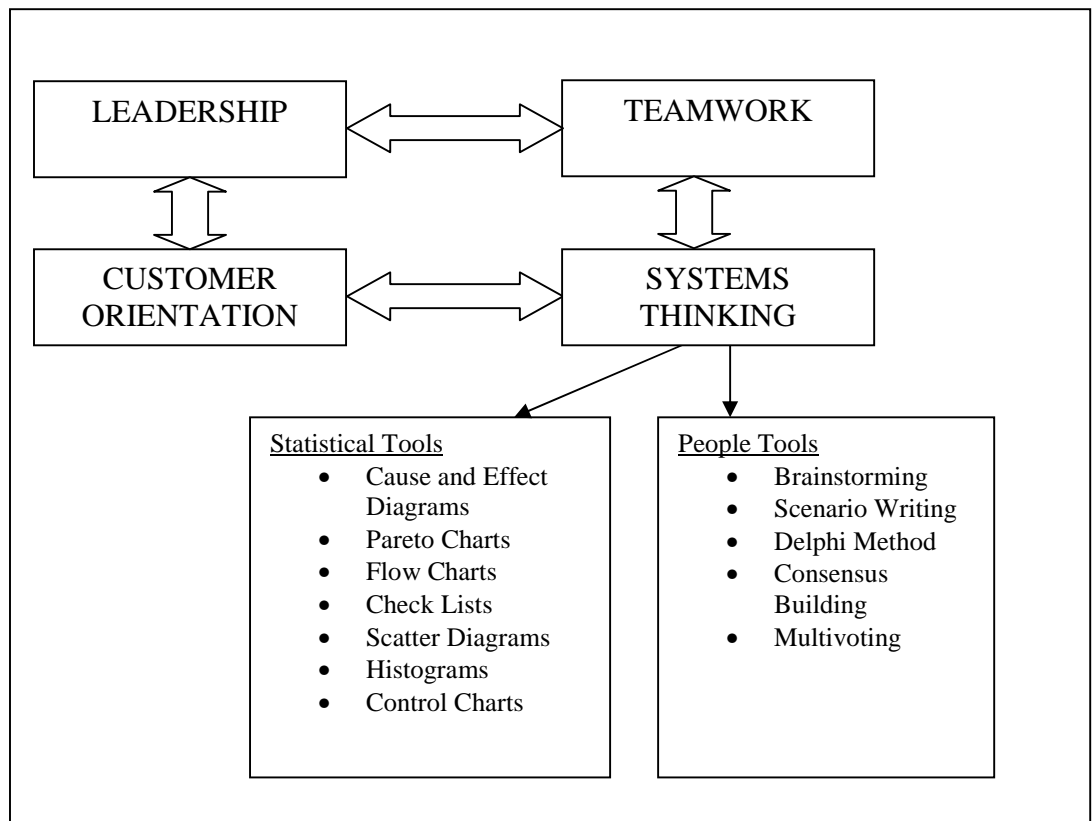 LEADERSHIP
TEAMWORK
CUSTOMER
ORIENTATION
SYSTEMS
THINKING
Statistical Tools
• Cause and Effect
Diagrams
• Pareto Charts
• Flow Charts
• Check Lists
• Scatter Diagrams
• Histograms
• Control Charts
People Tools
• Brainstorming
• Scenario Writing
• Delphi Method
• Consensus
Building
• Multivoting